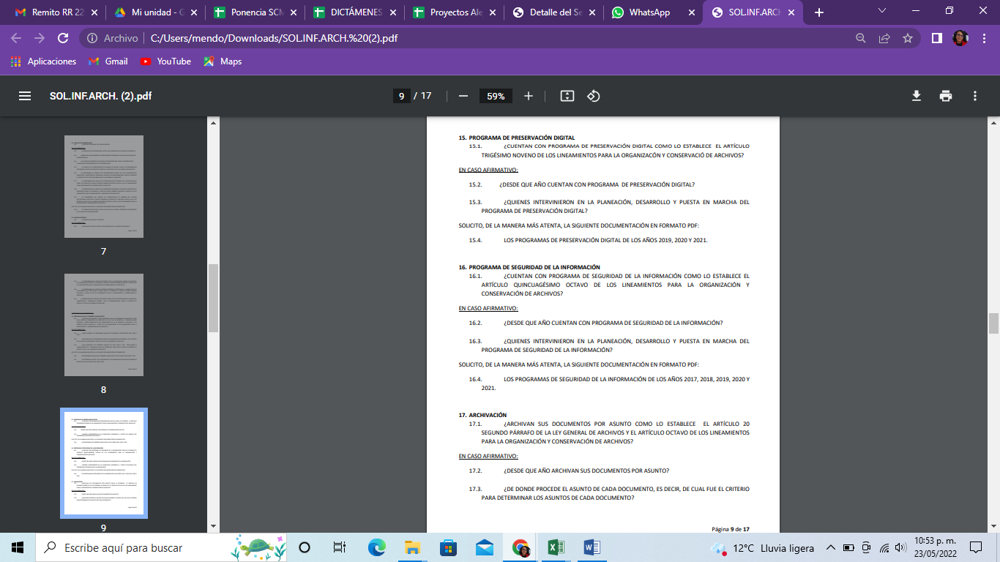 Remito RR 22
Mi unidad - G
Ponencia SCM
DICTÁMENES
Proyectos Ale
Detalle del Se
WhatsApp
SOL.INF.ARCH
Archivo
C:/Users/mendo/Downloads/SOL.INF.ARCH.%20(2).pdf
Aplicaciones
Gmail
YouTube
Maps
SOL.INF.ARCH. (2).pdf
9 / 17
59%
7
8
9
15. PROGRAMA DE PRESERVACIÓN DIGITAL
15.1. ¿CUENTAN CON PROGRAMA DE PRESERVACIÓN DIGITAL COMO LO ESTABLECE EL ARTÍCULO
TRIGÉSIMO NOVENO DE LOS LINEAMIENTOS PARA LA ORGANIZACÓN Y CONSERVACIÓ DE ARCHIVOS?
EN CASO AFIRMATIVO:
15.2. ¿DESDE QUE AÑO CUENTAN CON PROGRAMA DE PRESERVACIÓN DIGITAL?
15.3. ¿QUIENES INTERVINIERON EN LA PLANEACIÓN, DESARROLLO Y PUESTA EN MARCHA DEL
PROGRAMA DE PRESERVACIÓN DIGITAL?
SOLICITO, DE LA MANERA MÁS ATENTA, LA SIGUIENTE DOCUMENTACIÓN EN FORMATO PDF:
15.4. LOS PROGRAMAS DE PRESERVACIÓN DIGITAL DE LOS AÑOS 2019, 2020 Y 2021.
16. PROGRAMA DE SEGURIDAD DE LA INFORMACIÓN
16.1. ¿CUENTAN CON PROGRAMA DE SEGURIDAD DE LA INFORMACIÓN COMO LO ESTABLECE EL
ARTÍCULO QUINCUAGÉSIMO OCTAVO DE LOS LINEAMIENTOS PARA LA ORGANIZACIÓN Y
CONSERVACIÓN DE ARCHIVOS?
EN CASO AFIRMATIVO:
16.2. ¿DESDE QUE AÑO CUENTAN CON PROGRAMA DE SEGURIDAD DE LA INFORMACIÓN?
16.3. ¿QUIENES INTERVINIERON EN LA PLANEACIÓN, DESARROLLO Y PUESTA EN MARCHA DEL
PROGRAMA DE SEGURIDAD DE LA INFORMACIÓN?
SOLICITO, DE LA MANERA MÁS ATENTA, LA SIGUIENTE DOCUMENTACIÓN EN FORMATO PDF:
16.4. LOS PROGRAMAS DE SEGURIDAD DE LA INFORMACIÓN DE LOS AÑOS 2017, 2018, 2019, 2020 Y
2021.
17. ARCHIVACIÓN
17.1. ¿ARCHIVAN SUS DOCUMENTOS POR ASUNTO COMO LO ESTABLECE EL ARTÍCULO 20
SEGUNDO PÁRRAFO DE LA LEY GENERAL DE ARCHIVOS Y EL ARTÍCULO OCTAVO DE LOS LINEAMIENTOS
PARA LA ORGANIZACIÓN Y CONSERVACIÓN DE ARCHIVOS?
EN CASO AFIRMATIVO:
17.2. ¿DESDE QUE AÑO ARCHIVAN SUS DOCUMENTOS POR ASUNTO?
17.3. ¿DE DONDE PROCEDE EL ASUNTO DE CADA DOCUMENTO, ES DECIR, DE CUAL FUE EL CRITERIO
PARA DETERMINAR LOS ASUNTOS DE CADA DOCUMENTO?
Página 9 de 17
Escribe aquí para buscar
12°C Lluvia ligera
10:53 p. m.
23/05/2022